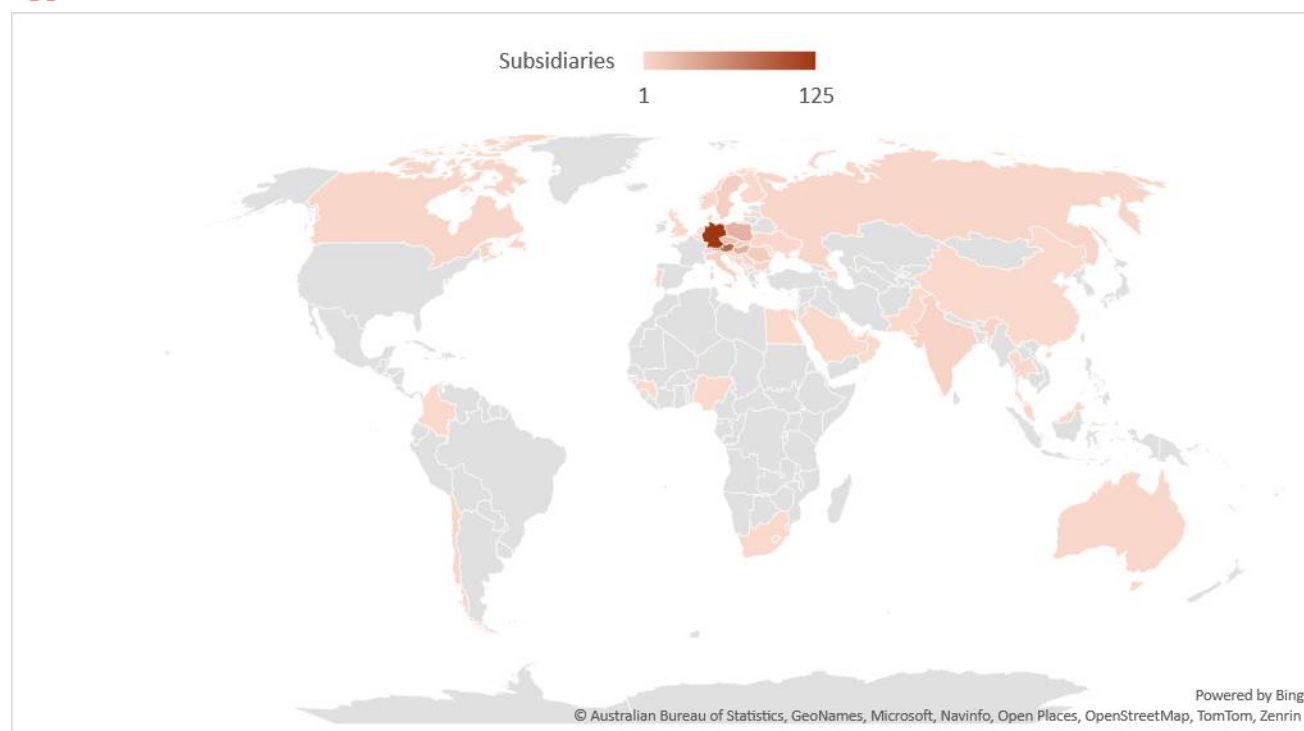 Subsidiaries
1 125
Powered by Bing
© Australian Bureau of Statistics, GeoNames, Microsoft, Navinfo, Open Places, OpenStreetMap, TomTom, Zenrin